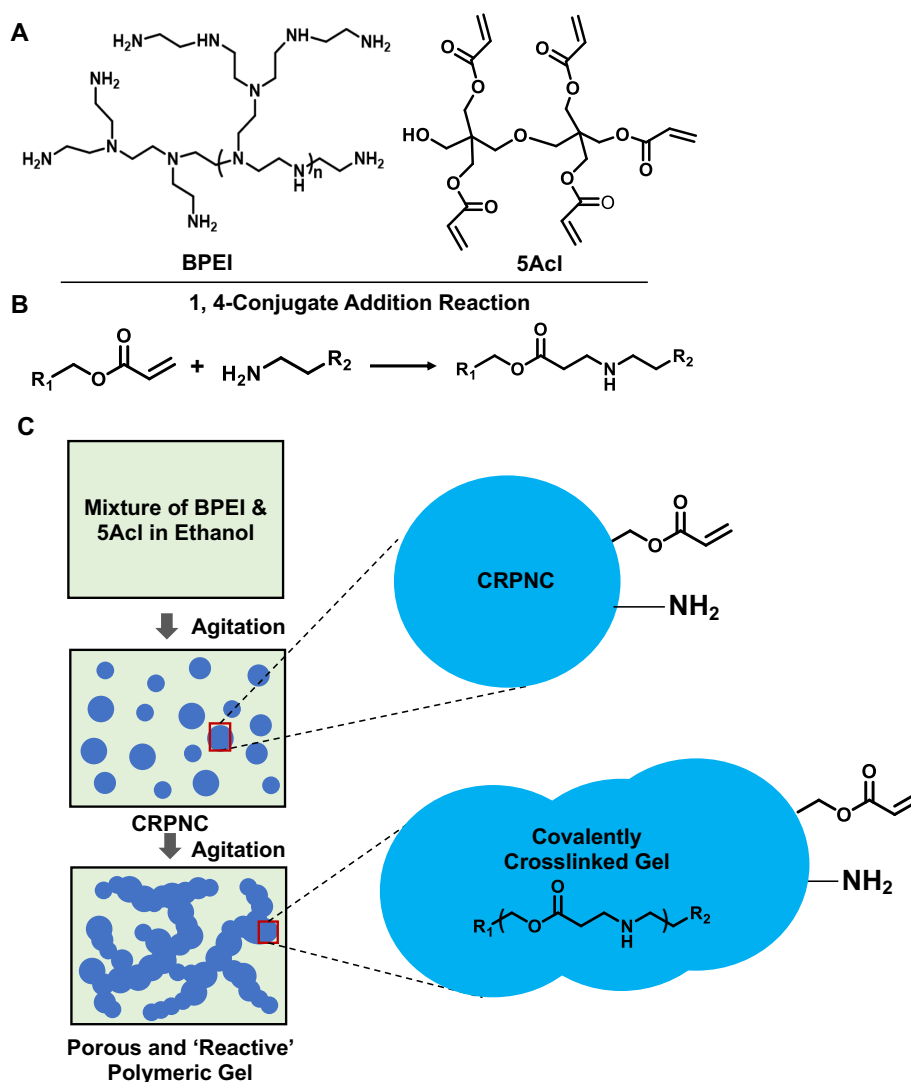 A
H₂N
HN
N
HN
NH₂
NH₂
N
H₂N
N
N
N
H
n
NH₂
H₂N
NH₂
BPEI
O
O
O
O
HO
O
O
O
O
O
O
O
5Acl
1, 4-Conjugate Addition Reaction
B
R₁
O
O
+
H₂N
R₂
R₁
O
O
N
H
R₂
C
Mixture of BPEI &
5Acl in Ethanol
Agitation
CRPNC
Agitation
Porous and ‘Reactive’
Polymeric Gel
CRPNC
O
O
NH₂
Covalently
Crosslinked Gel
R₁
O
O
N
H
R₂
O
O
NH₂